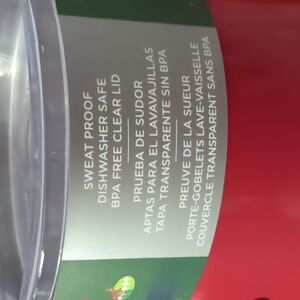 SWEAT PROOF
DISHWASHER SAFE
BPA FREE CLEAR LID
PRUEBA DE SUDOR
APTAS PARA EL LAVAVAJILLAS
TAPA TRANSPARENTE SIN BPA
PREUVE DE LA SUEUR
PORTE-GOBELETS LAVE-VAISSELLE
COUVERCLE TRANSPARENT SANS BPA